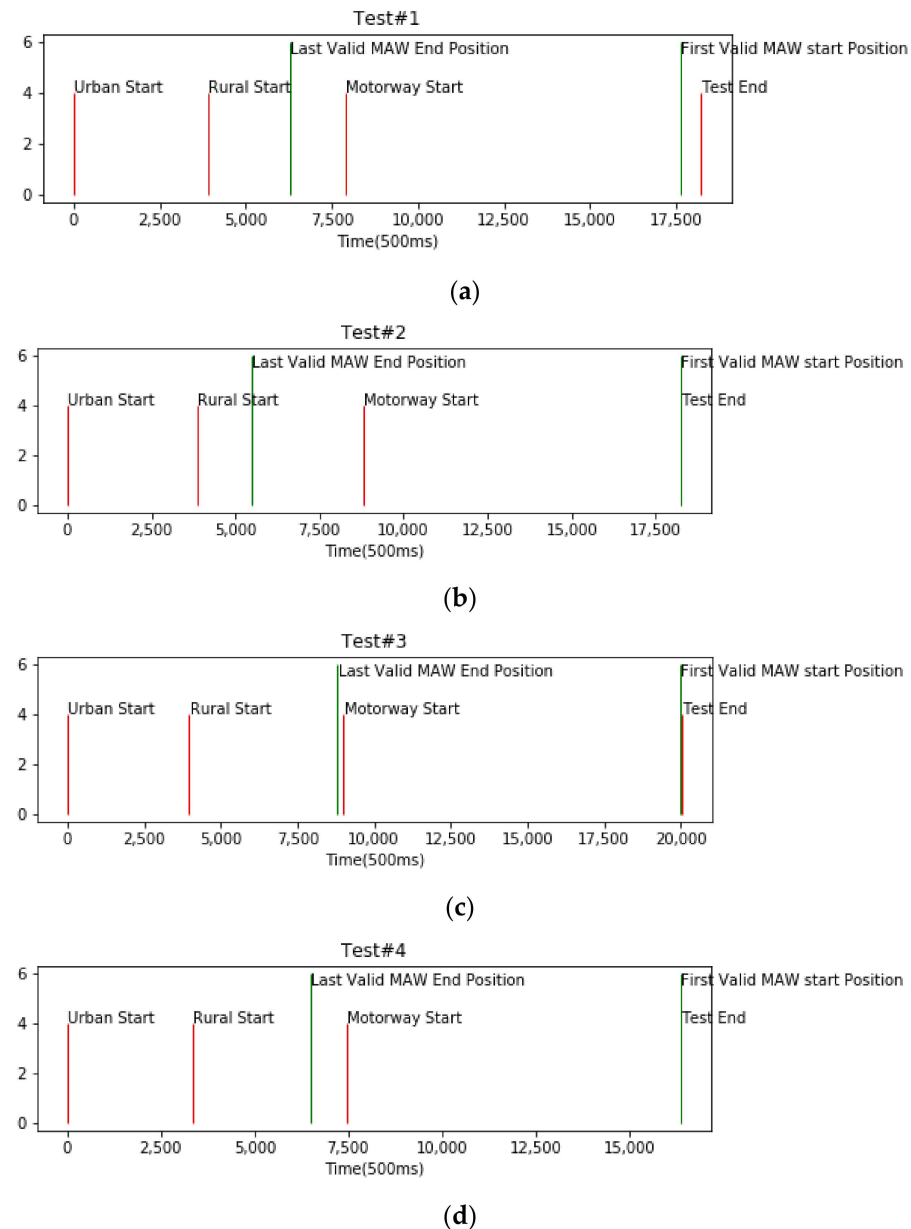 Test#1
6
Last Valid MAW End Position
First Valid MAW start Position
4
Urban Start
Rural Start
Motorway Start
Test End
2
0
0 2,500 5,000 7,500 10,000 12,500 15,000 17,500
Time(500ms)
(a)
Test#2
6
Last Valid MAW End Position
First Valid MAW start Position
4
Urban Start
Rural Start
Motorway Start
Test End
2
0
0 2,500 5,000 7,500 10,000 12,500 15,000 17,500
Time(500ms)
(b)
Test#3
6
Last Valid MAW End Position
First Valid MAW start Position
4
Urban Start
Rural Start
Motorway Start
Test End
2
0
0 2,500 5,000 7,500 10,000 12,500 15,000 17,500 20,000
Time(500ms)
(c)
Test#4
6
Last Valid MAW End Position
First Valid MAW start Position
4
Urban Start
Rural Start
Motorway Start
Test End
2
0
0 2,500 5,000 7,500 10,000 12,500 15,000
Time(500ms)
(d)